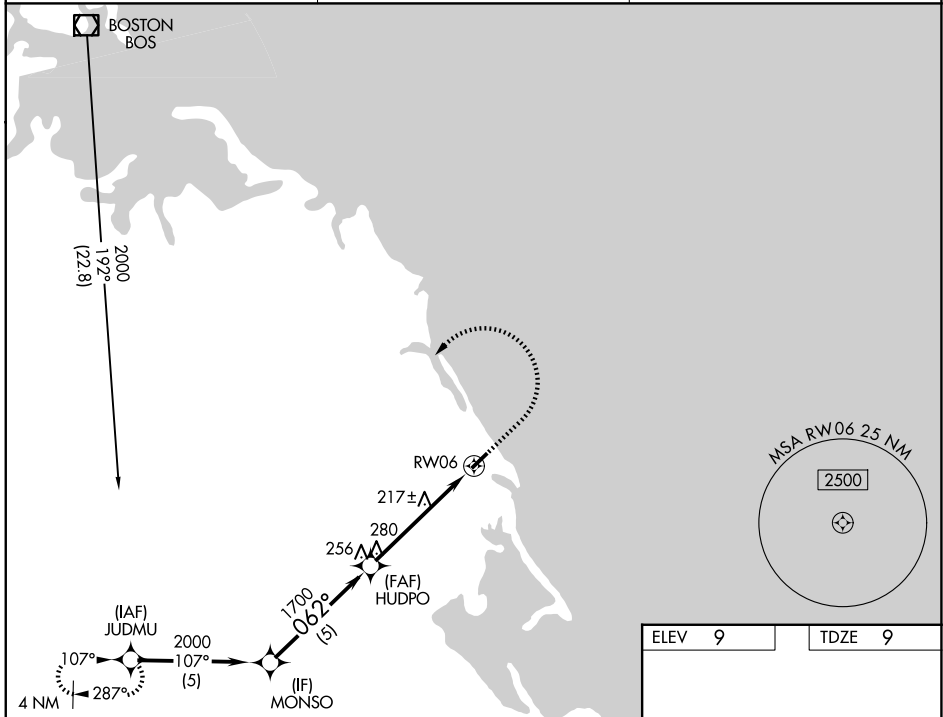 BOSTON
BOS
2000
192°
(22.8)
RW06
217±
256
280
(FAF)
HUDPO
1700
062°
(5)
(IAF)
JUDMU
2000
107°
107°
(5)
287°
4 NM
(IF)
MONSO
MSA RW06 25 NM
2500
ELEV 9
TDZE 9